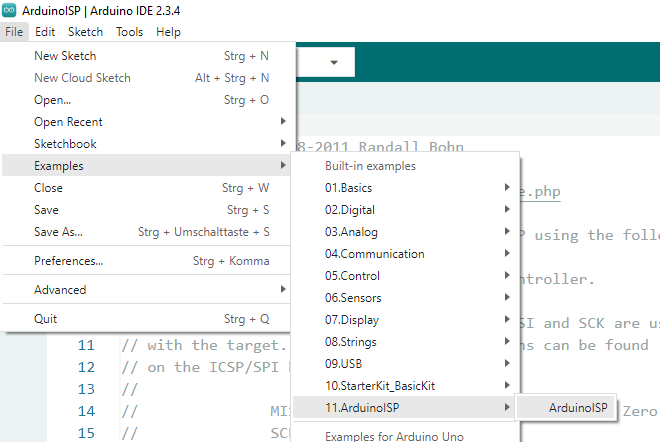 ArduinoISP | Arduino IDE 2.3.4
File Edit Sketch Tools Help
New Sketch Strg + N
New Cloud Sketch Alt + Strg + N
Open... Strg + O
Open Recent
Sketchbook
Examples
Close Strg + W
Save Strg + S
Save As... Strg + Umschalttaste + S
Preferences... Strg + Komma
Advanced
Quit Strg + Q
Built-in examples
01.Basics
02.Digital
03.Analog
04.Communication
05.Control
06.Sensors
07.Display
08.Strings
09.USB
10.StarterKit_BasicKit
11.ArduinoISP
ArduinoISP
Examples for Arduino Uno
8-2011 Randall Bohn
e.php
P using the follo
ntroller.
SI and SCK are us
11 // with the target. ns can be found
12 // on the ICSP/SPI
13 //
14 // MIS Zero
15 // SCK